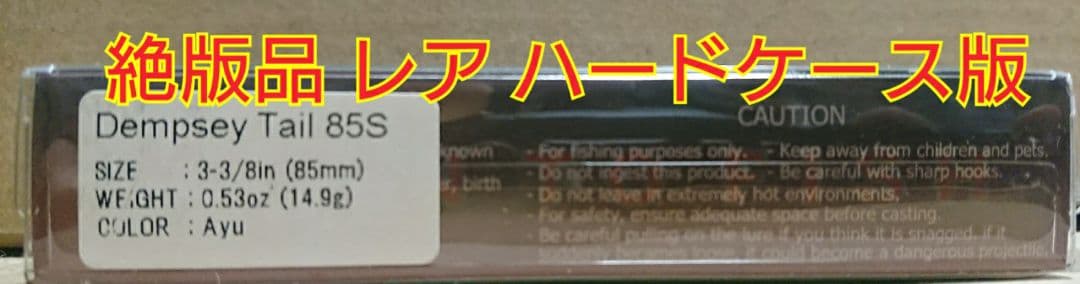 絶版品 レア ハードケース版
Dempsey Tail 85S
SIZE : 3-3/8in (85mm)
WEIGHT : 0.53oz (14.9g)
COLOR : Ayu
known
er, birth
CAUTION
- For fishing purposes only. - Keep away from children and pets.
- Do not ingest this product. - Be careful with sharp hooks.
- Do not leave in extremely hot environments.
- For safety, ensure adequate space before casting.
- Be careful pulling on the lure if you think it is snagged, if it
it could become a dangerous projectile.